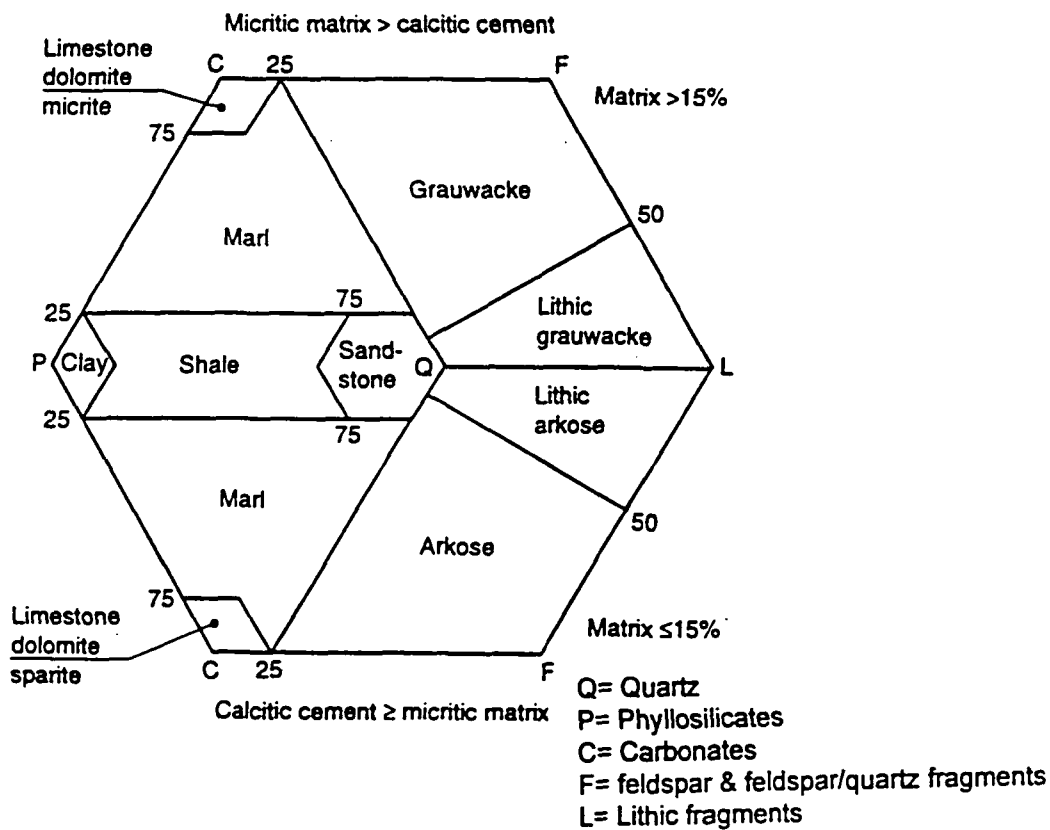 Micritic matrix > calcitic cement
Limestone
dolomite
micrite
C
25
F
Matrix >15%
75
Grauwacke
50
Marl
25
75
Lithic
grauwacke
P
Clay
Shale
Sand-
stone
Q
L
Lithic
arkose
25
75
Marl
50
Arkose
75
Limestone
dolomite
sparite
Matrix ≤15%
C
25
F
Calcitic cement ≥ micritic matrix
Q= Quartz
P= Phyllosilicates
C= Carbonates
F= feldspar & feldspar/quartz fragments
L= Lithic fragments